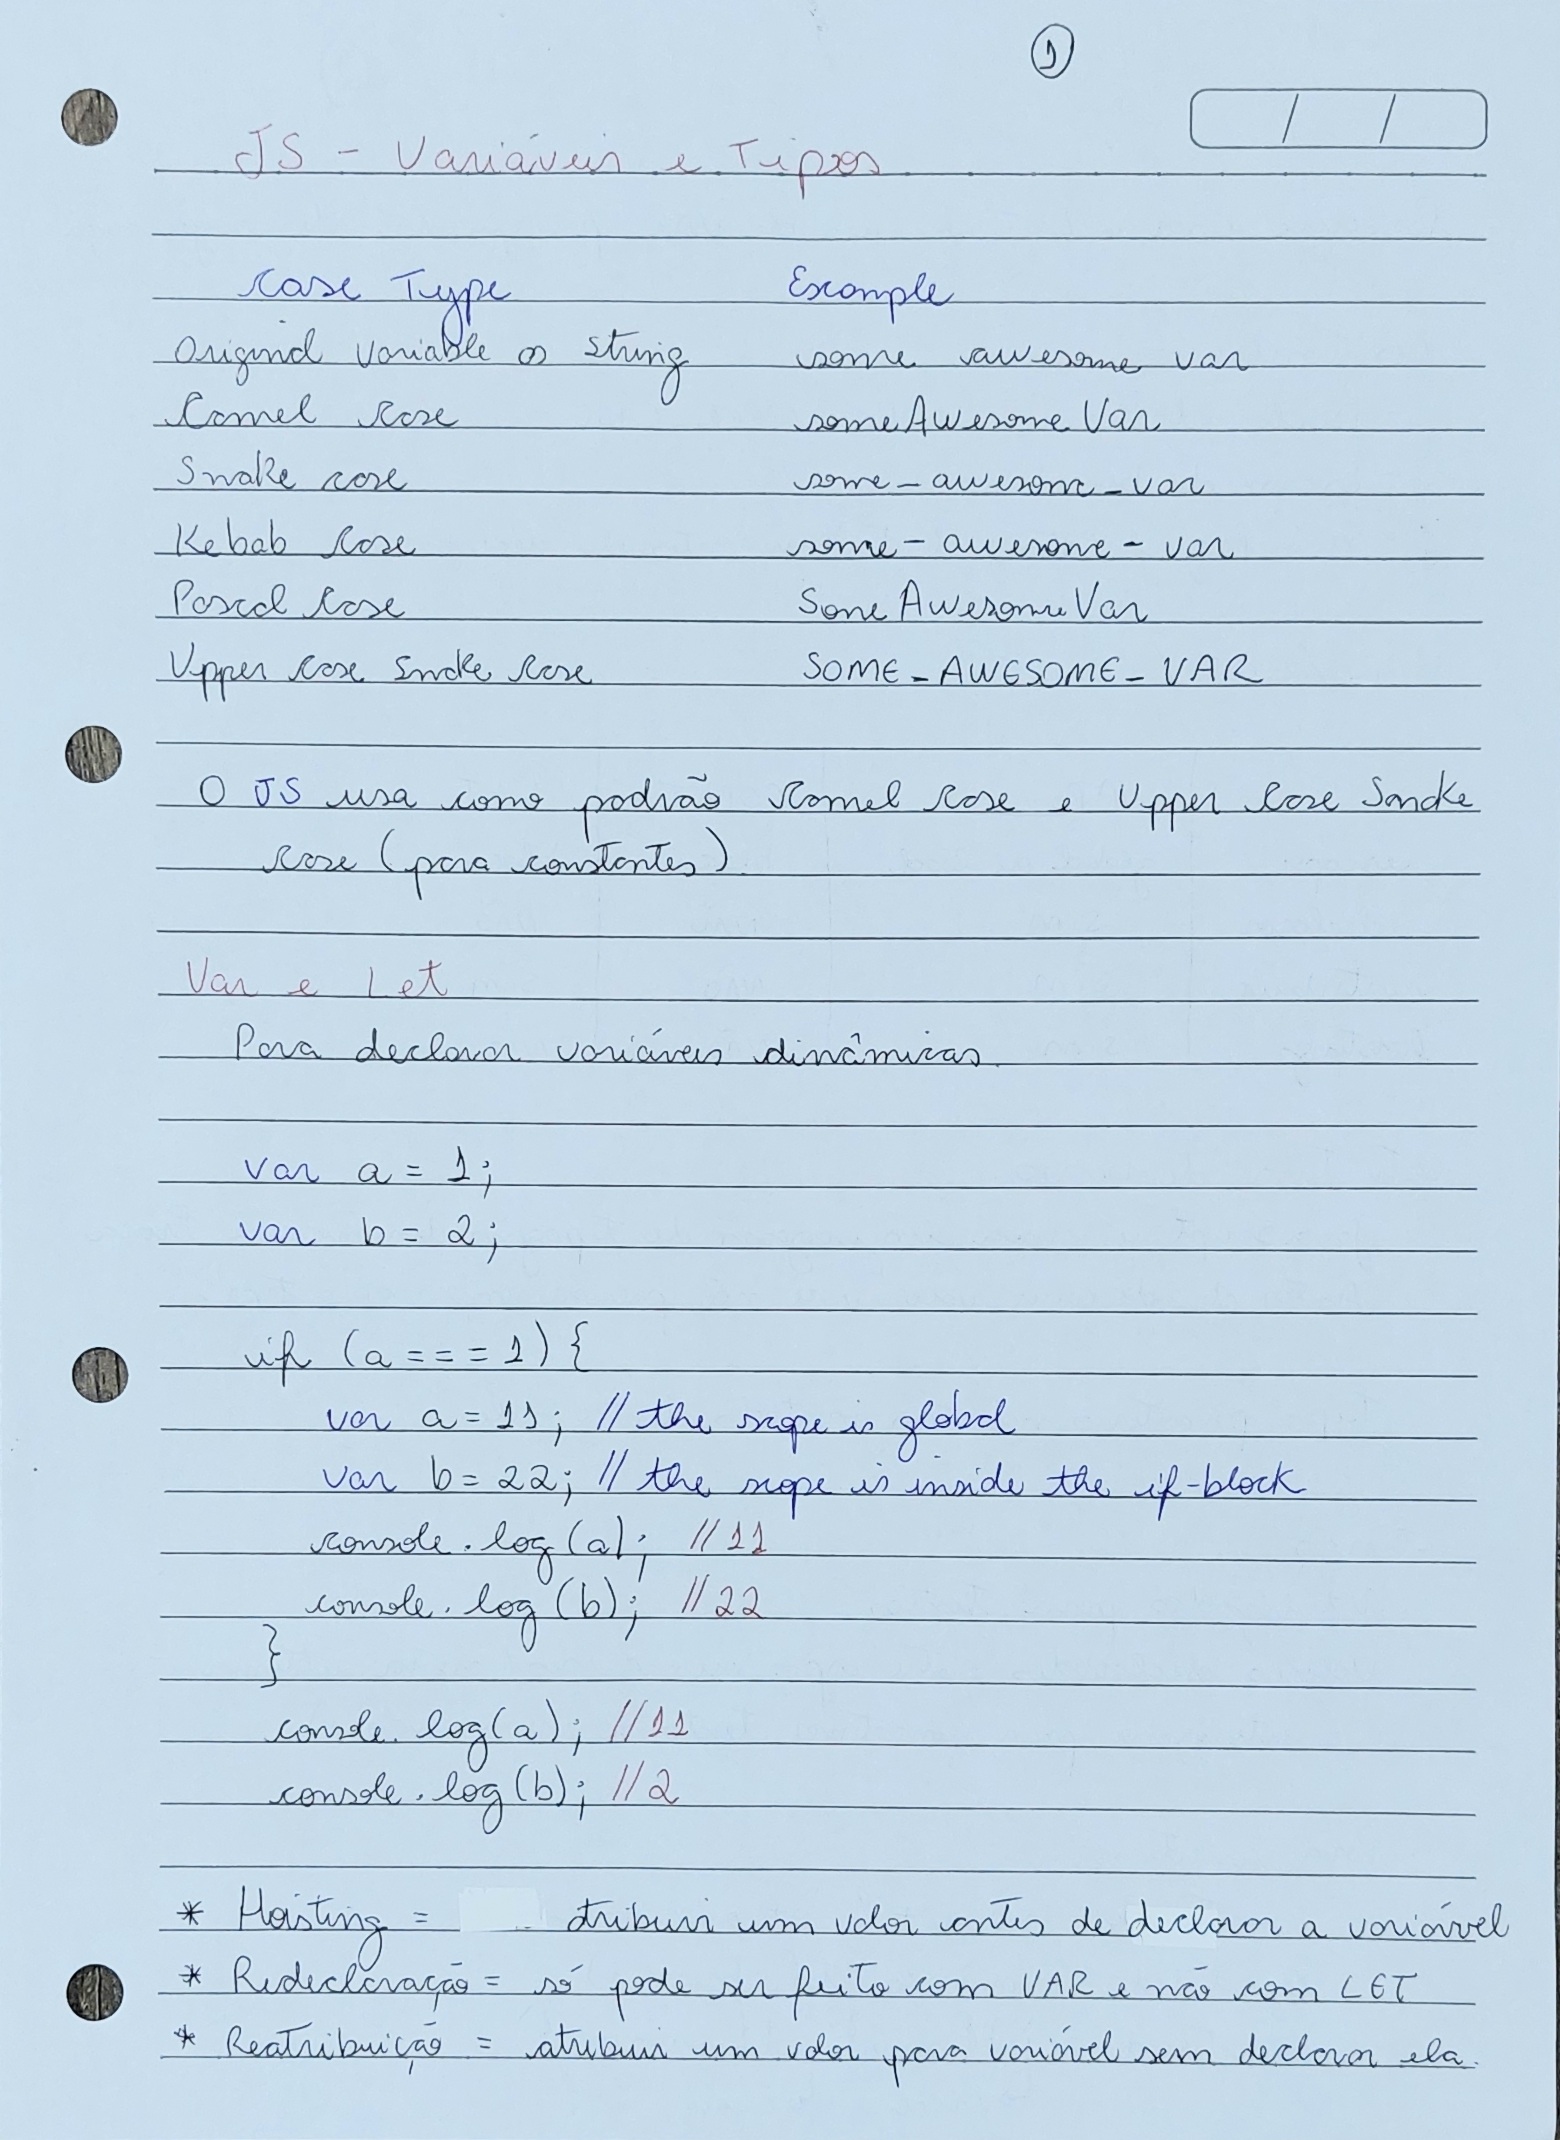 1
/ /
JS - Variáveis e Tipos
Case Type Example
Original variable as string some awesome var
Camel Case someAwesomeVar
Snake case some_awesome_var
Kebab Case some-awesome-var
Pascal Case SomeAwesomeVar
Upper case Snake Case SOME_AWESOME_VAR
O JS usa como padrão Camel Case e Upper Case Snake
case (para constantes)
Var e Let
Para declarar variáveis dinâmicas.
var a = 1;
var b = 2;
if (a === 1) {
var a = 11; // the scope is global
var b = 22; // the scope is inside the if-block
console.log(a); // 11
console.log(b); // 22
}
console.log(a); // 11
console.log(b); // 2
* Hoisting = atribuir um valor antes de declarar a variável
* Redeclaração = só pode ser feito com VAR e não com LET
* Reatribuição = atribuir um valor para variável sem declarar ela.